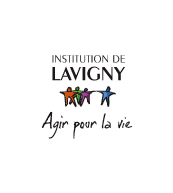 INSTITUTION DE
LAVIGNY
Agir pour la vie